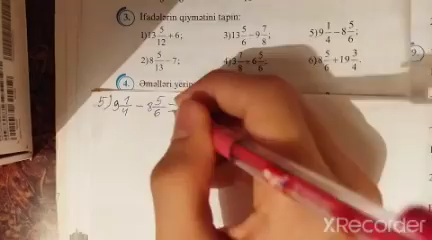 3. İfadələrin qiymətini tapın:
1) 13 5/12 + 6; 3) 13 5/6 − 9 7/8; 5) 9 1/4 − 8 5/6;
2) 8 5/13 − 7; 6) 8 5/6 + 19 3/4
4. Əməlləri yerin
5) 9 1/4 − 8 5/6 =
XRecorder